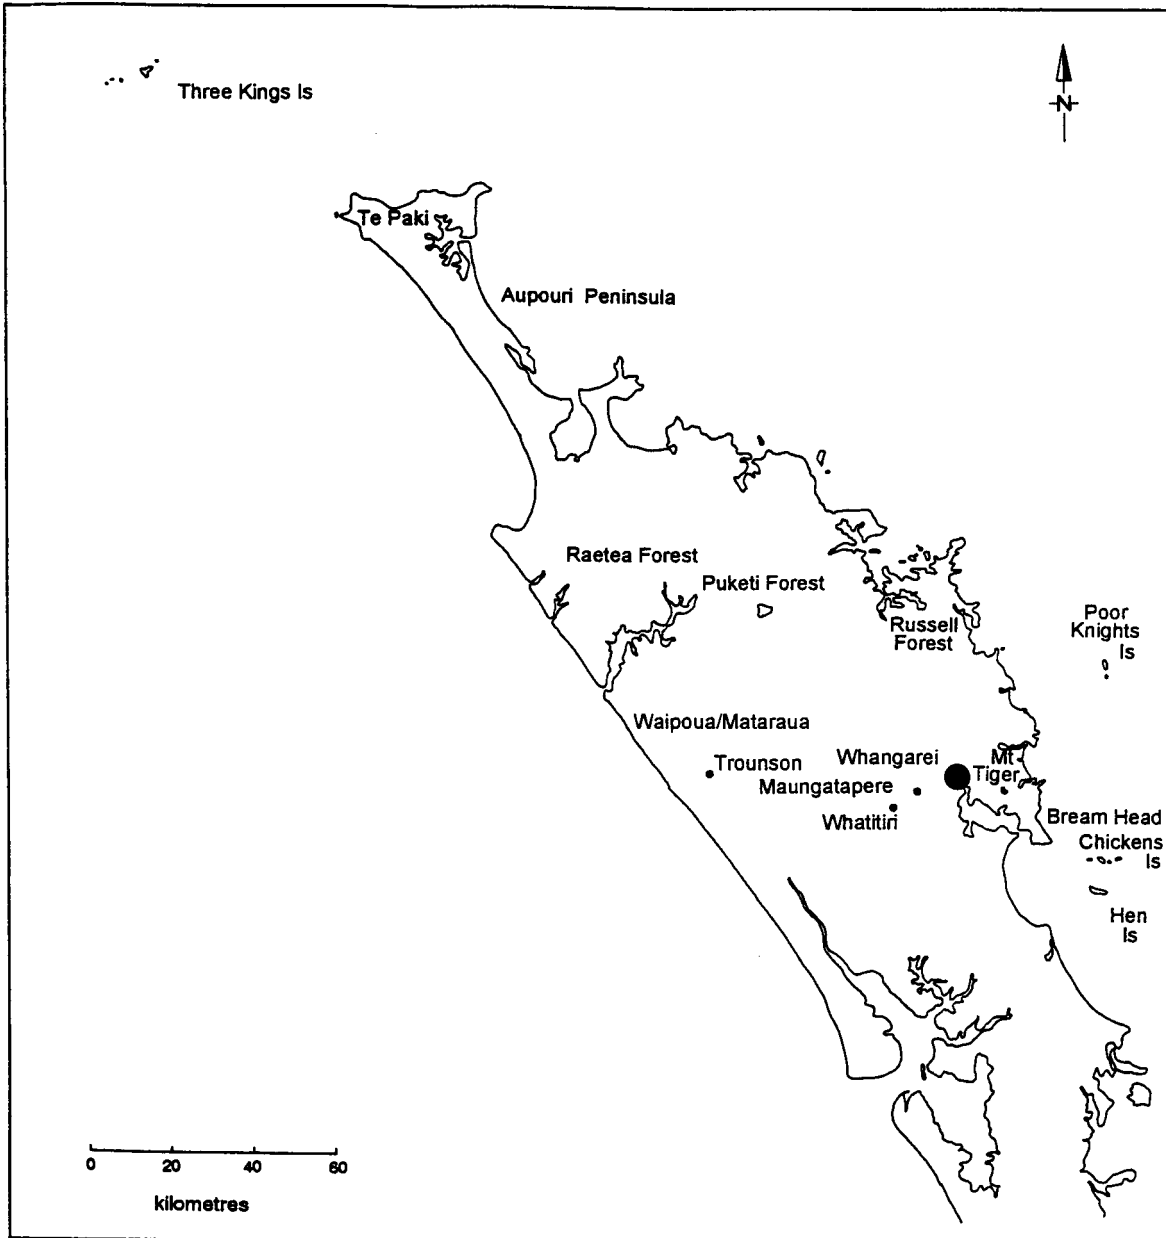 Three Kings Is
N
Te Paki
Aupouri Peninsula
Raetea Forest
Puketi Forest
Russell
Forest
Poor
Knights
Is
Waipoua/Mataraua
Trounson
Whangarei
Mt
Tiger
Maungatapere
Whatitiri
Bream Head
Chickens
Is
Hen
Is
0 20 40 60
kilometres